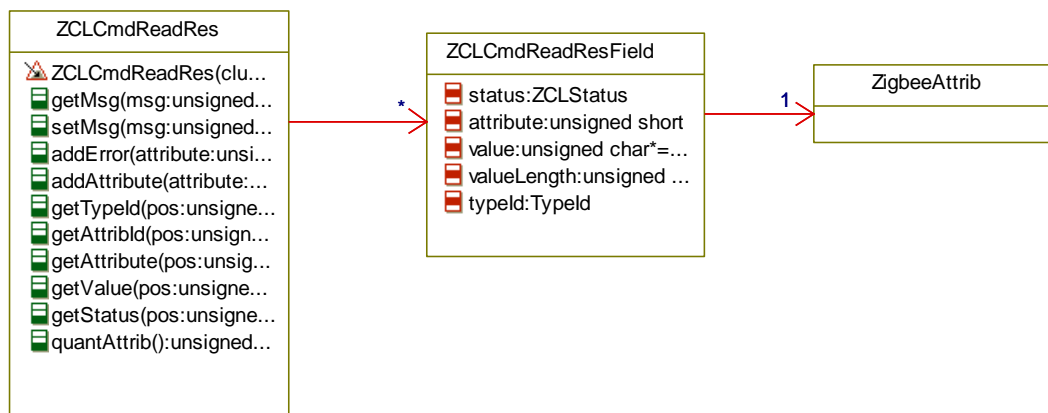 ZCLCmdReadRes
ZCLCmdReadRes(clu...
getMsg(msg:unsigned...
setMsg(msg:unsigned...
addError(attribute:unsi...
addAttribute(attribute:...
getTypeId(pos:unsigne...
getAttribId(pos:unsign...
getAttribute(pos:unsig...
getValue(pos:unsigne...
getStatus(pos:unsigne...
quantAttrib():unsigned...
*
ZCLCmdReadResField
status:ZCLStatus
attribute:unsigned short
value:unsigned char*=...
valueLength:unsigned ...
typeId:TypeId
1
ZigbeeAttrib